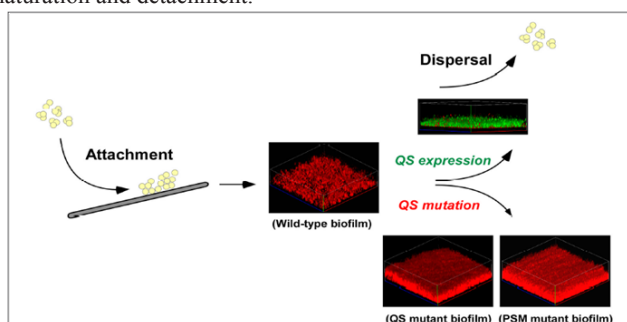 maturation and detachment.
Dispersal
Attachment
QS expression
QS mutation
(Wild-type biofilm)
(QS mutant biofilm) (PSM mutant biofilm)